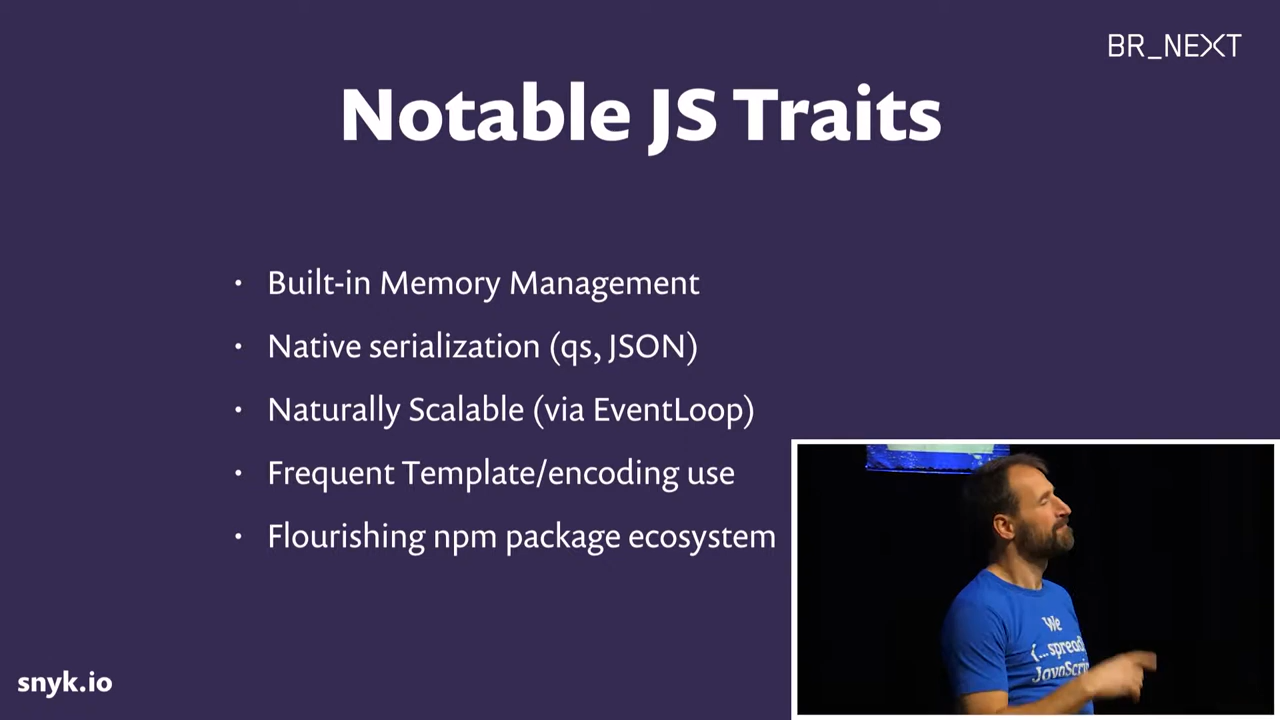 BR_NEXT
Notable JS Traits
• Built-in Memory Management
• Native serialization (qs, JSON)
• Naturally Scalable (via EventLoop)
• Frequent Template/encoding use
• Flourishing npm package ecosystem
We
{...spread
JavaScrip
snyk.io